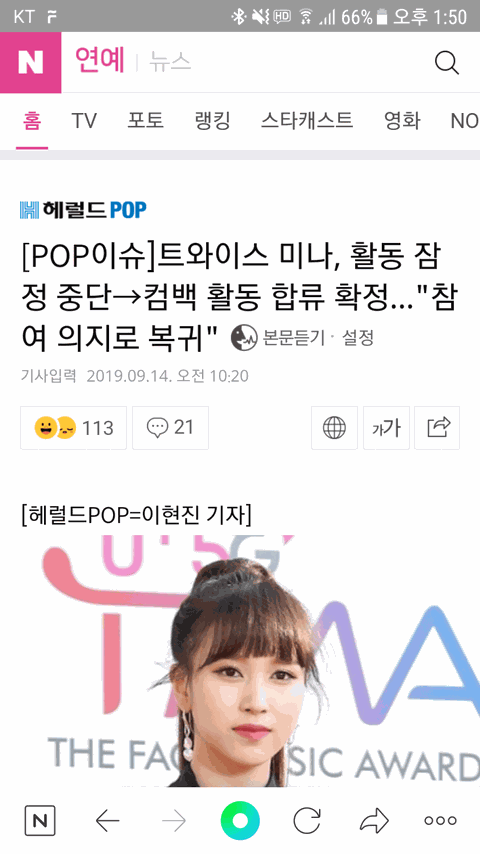 KT F HD 66% 오후 1:50
N 연예 뉴스
홈 TV 포토 랭킹 스타캐스트 영화 NO
헤럴드POP
[POP이슈]트와이스 미나, 활동 잠
정 중단→컴백 활동 합류 확정..."참
여 의지로 복귀" 본문듣기 · 설정
기사입력 2019.09.14. 오전 10:20
113 21 가가
[헤럴드POP=이현진 기자]
U+5G
TMA
THE FAC SIC AWARD
N